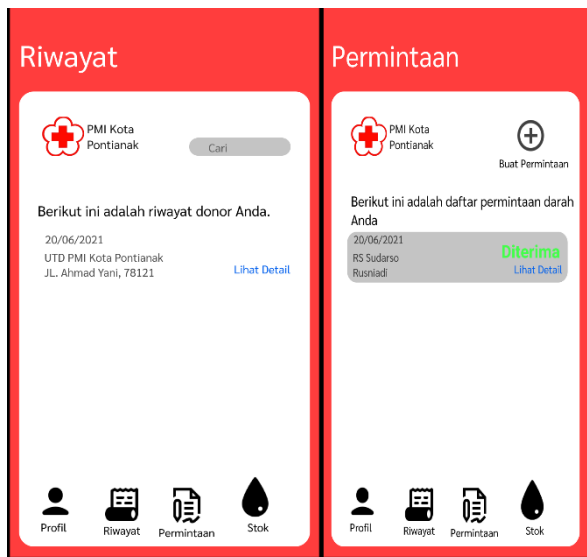 Riwayat
PMI Kota
Pontianak
Cari
Berikut ini adalah riwayat donor Anda.
20/06/2021
UTD PMI Kota Pontianak
JL. Ahmad Yani, 78121
Lihat Detail
Profil
Riwayat
Permintaan
Stok
Permintaan
PMI Kota
Pontianak
Buat Permintaan
Berikut ini adalah daftar permintaan darah
Anda
20/06/2021
RS Sudarso
Rusniadi
Diterima
Lihat Detail
Profil
Riwayat
Permintaan
Stok